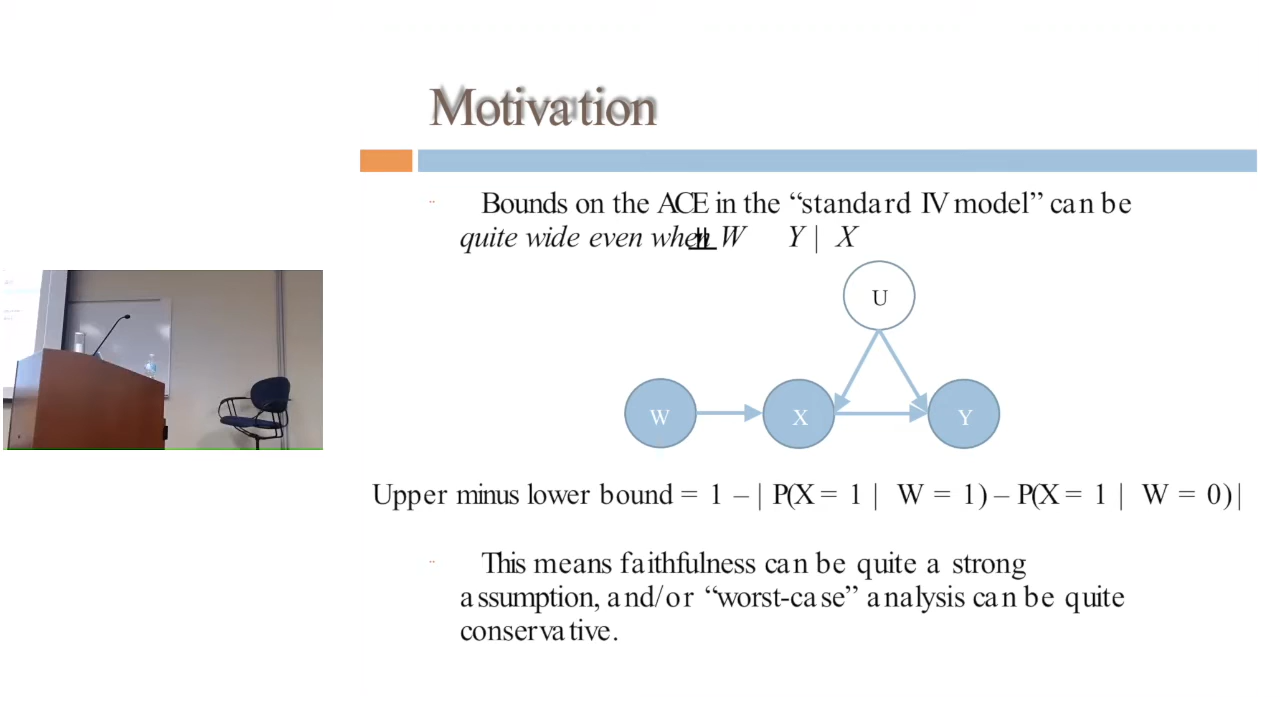 Motivation
Bounds on the ACE in the “standard IV model” can be
quite wide even when W ⫫ Y | X
U
W
X
Y
Upper minus lower bound = 1 – | P(X = 1 | W = 1) – P(X = 1 | W = 0) |
This means faithfulness can be quite a strong
assumption, and/or “worst-case” analysis can be quite
conservative.